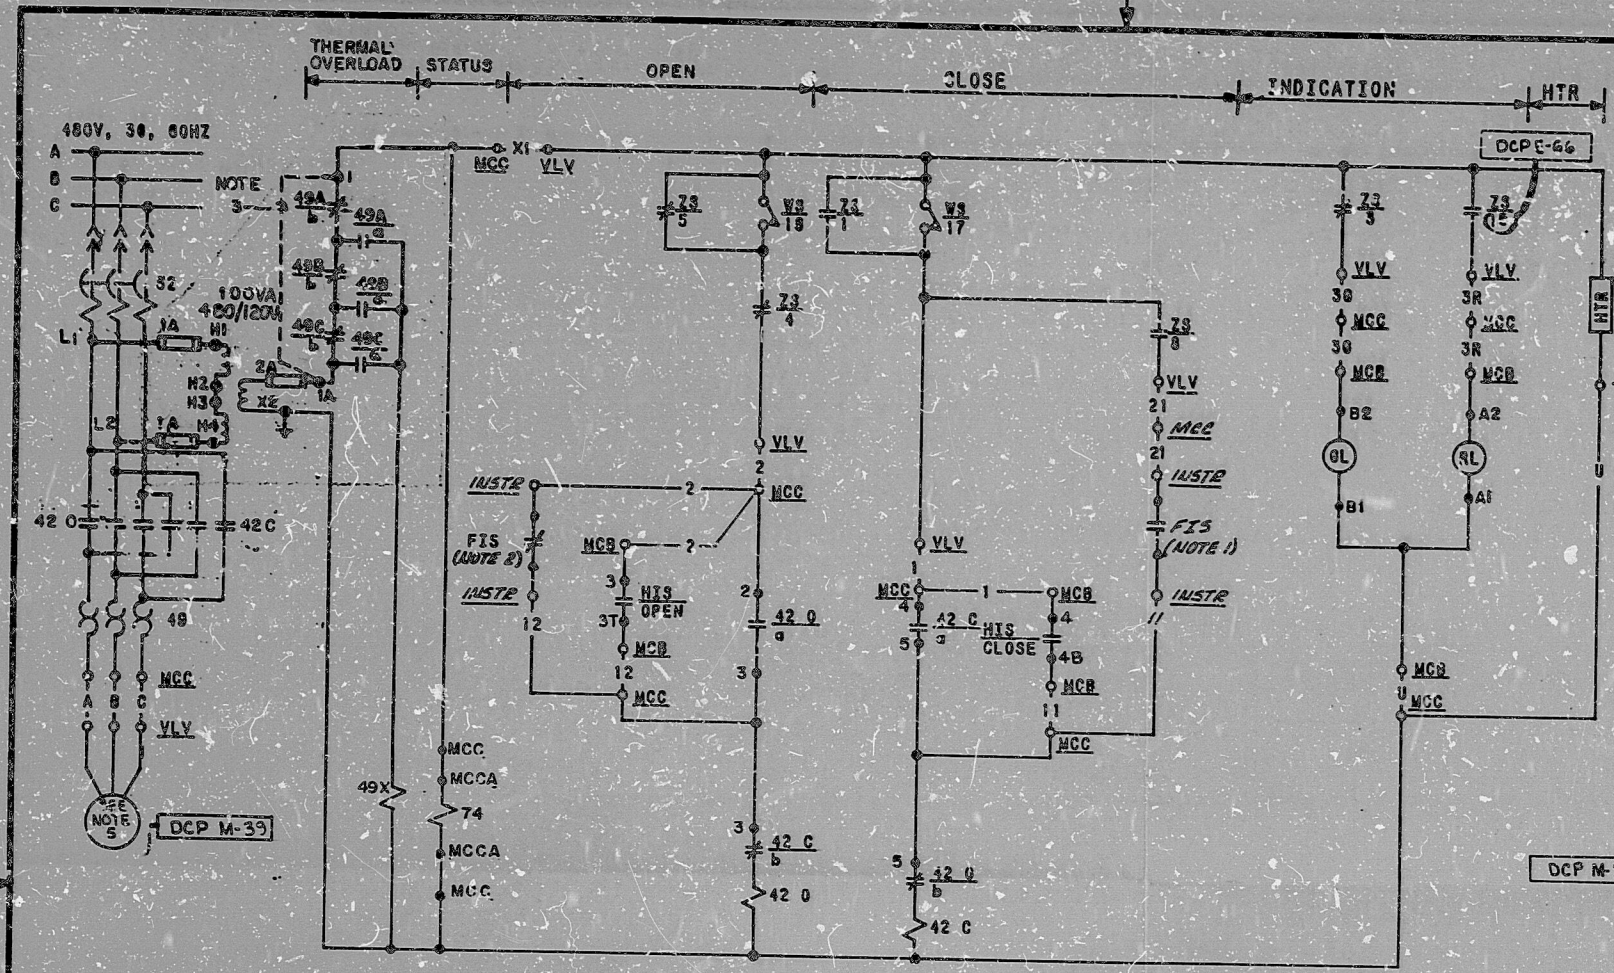 THERMAL
OVERLOAD
STATUS
OPEN
CLOSE
INDICATION
HTR
480V, 30, 60HZ
A
B
C
NOTE
3
1
49A
b
49A
a
49B
b
49B
a
49C
b
49C
a
MCC
X1
VLV
ZS
5
WS
18
ZS
1
WS
17
ZS
3
ZS
15
DCP E-66
52
100VA
480/120V
L1
1A
H1
H2
H3
H4
2A
1A
X2
L2
1A
ZS
4
ZS
8
VLV
30
MCC
30
MCB
B2
GL
B1
VLV
3R
MCC
3R
MCB
A2
RL
A1
HTR
U
VLV
2
MCC
2
INSTR
FIS
(NOTE 2)
INSTR
12
MCB
2
3
HIS
OPEN
3T
MCB
12
MCC
2
42 O
a
3
VLV
21
MCC
21
INSTR
FIS
(NOTE 1)
INSTR
11
VLV
1
MCC
1
MCB
4
42 C
a
5
HIS
CLOSE
4
4B
MCB
11
MCC
42 O
42 C
49
MCC
A
B
C
VLV
SEE
NOTE
5
DCP M-39
49X
MCC
MCCA
74
MCCA
MCC
3
42 C
b
42 O
5
42 O
b
42 C
MCB
U
MCC
DCP M-